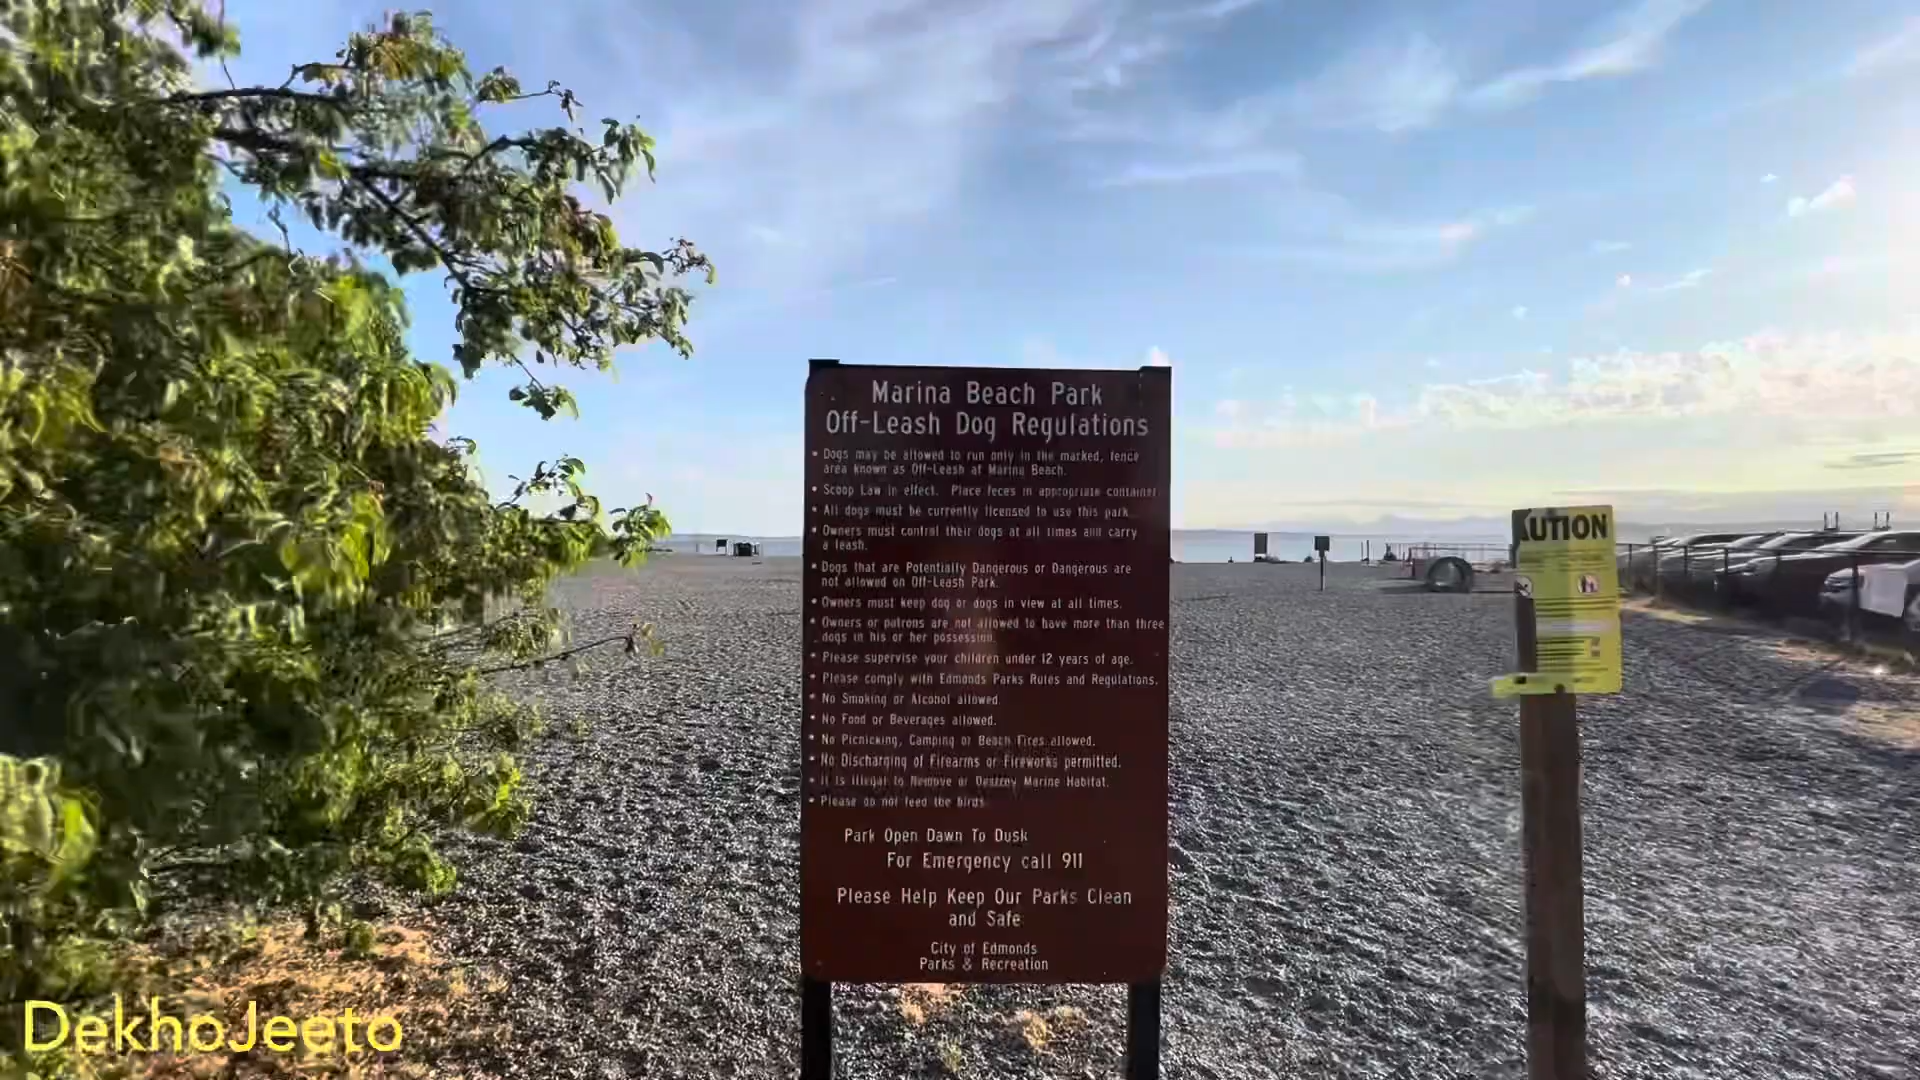 Marina Beach Park
Off-Leash Dog Regulations
• Dogs may be allowed to run only in the marked, fence
area known as Off-Leash at Marina Beach.
• Scoop Law in effect. Place feces in appropriate container
• All dogs must be currently licensed to use this park
• Owners must control their dogs at all times and carry
a leash.
• Dogs that are Potentially Dangerous or Dangerous are
not allowed on Off-Leash Park.
• Owners must keep dog or dogs in view at all times.
• Owners or patrons are not allowed to have more than three
dogs in his or her possession.
• Please supervise your children under 12 years of age.
• Please comply with Edmonds Parks Rules and Regulations.
• No Smoking or Alcohol allowed.
• No Food or Beverages allowed.
• No Picnicking, Camping or Beach Fires allowed.
• No Discharging of Firearms or Fireworks permitted.
• It is Illegal to Remove or Destroy Marine Habitat.
• Please do not feed the birds
Park Open Dawn To Dusk
For Emergency call 911
Please Help Keep Our Parks Clean
and Safe
City of Edmonds
Parks & Recreation
AUTION
DekhoJeeto